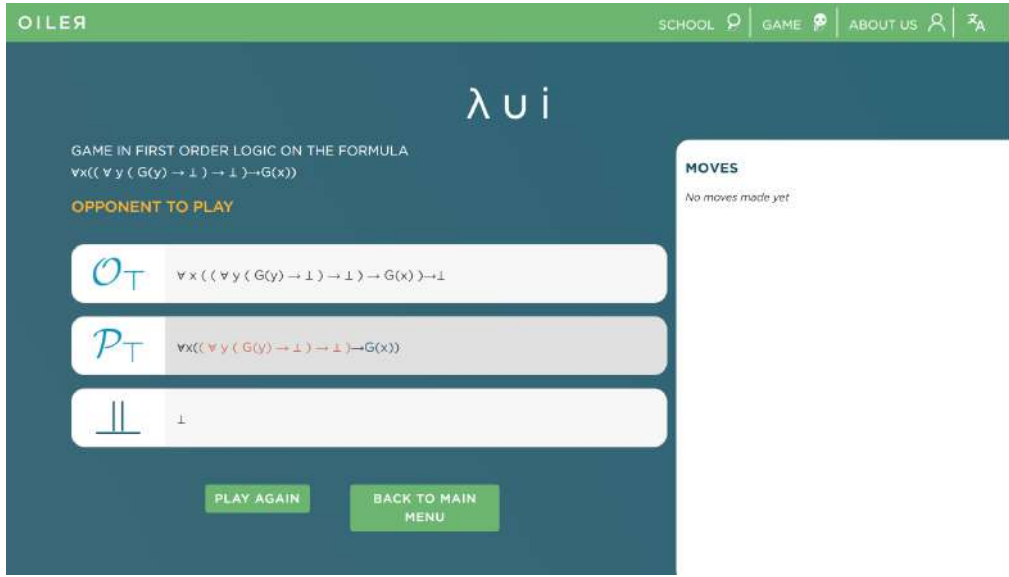 OILEЯ
SCHOOL
GAME
ABOUT US
λυi
GAME IN FIRST ORDER LOGIC ON THE FORMULA
∀x(( ∀ y ( G(y) → ⊥ ) → ⊥ )→G(x))
OPPONENT TO PLAY
𝒪⊤
∀ x ( ( ∀ y ( G(y) → ⊥ ) → ⊥ ) → G(x) )→⊥
𝒫⊤
∀x(( ∀ y ( G(y) → ⊥ ) → ⊥ )→G(x))
⊥
PLAY AGAIN
BACK TO MAIN
MENU
MOVES
No moves made yet